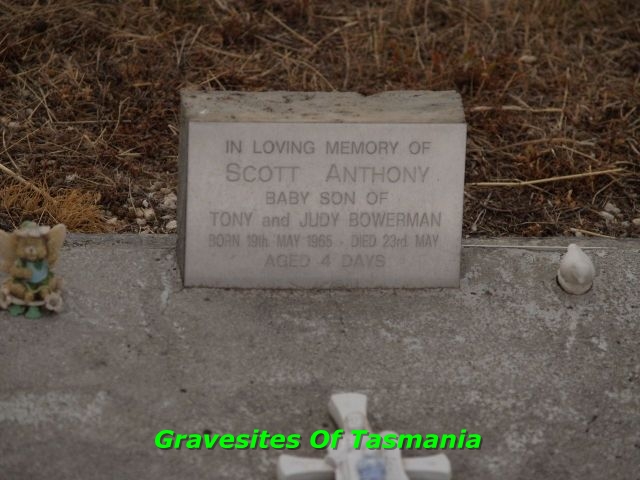 IN LOVING MEMORY OF
SCOTT ANTHONY
BABY SON OF
TONY and JUDY BOWERMAN
BORN 19th. MAY 1965 - DIED 23rd. MAY
AGED 4 DAYS
Gravesites Of Tasmania